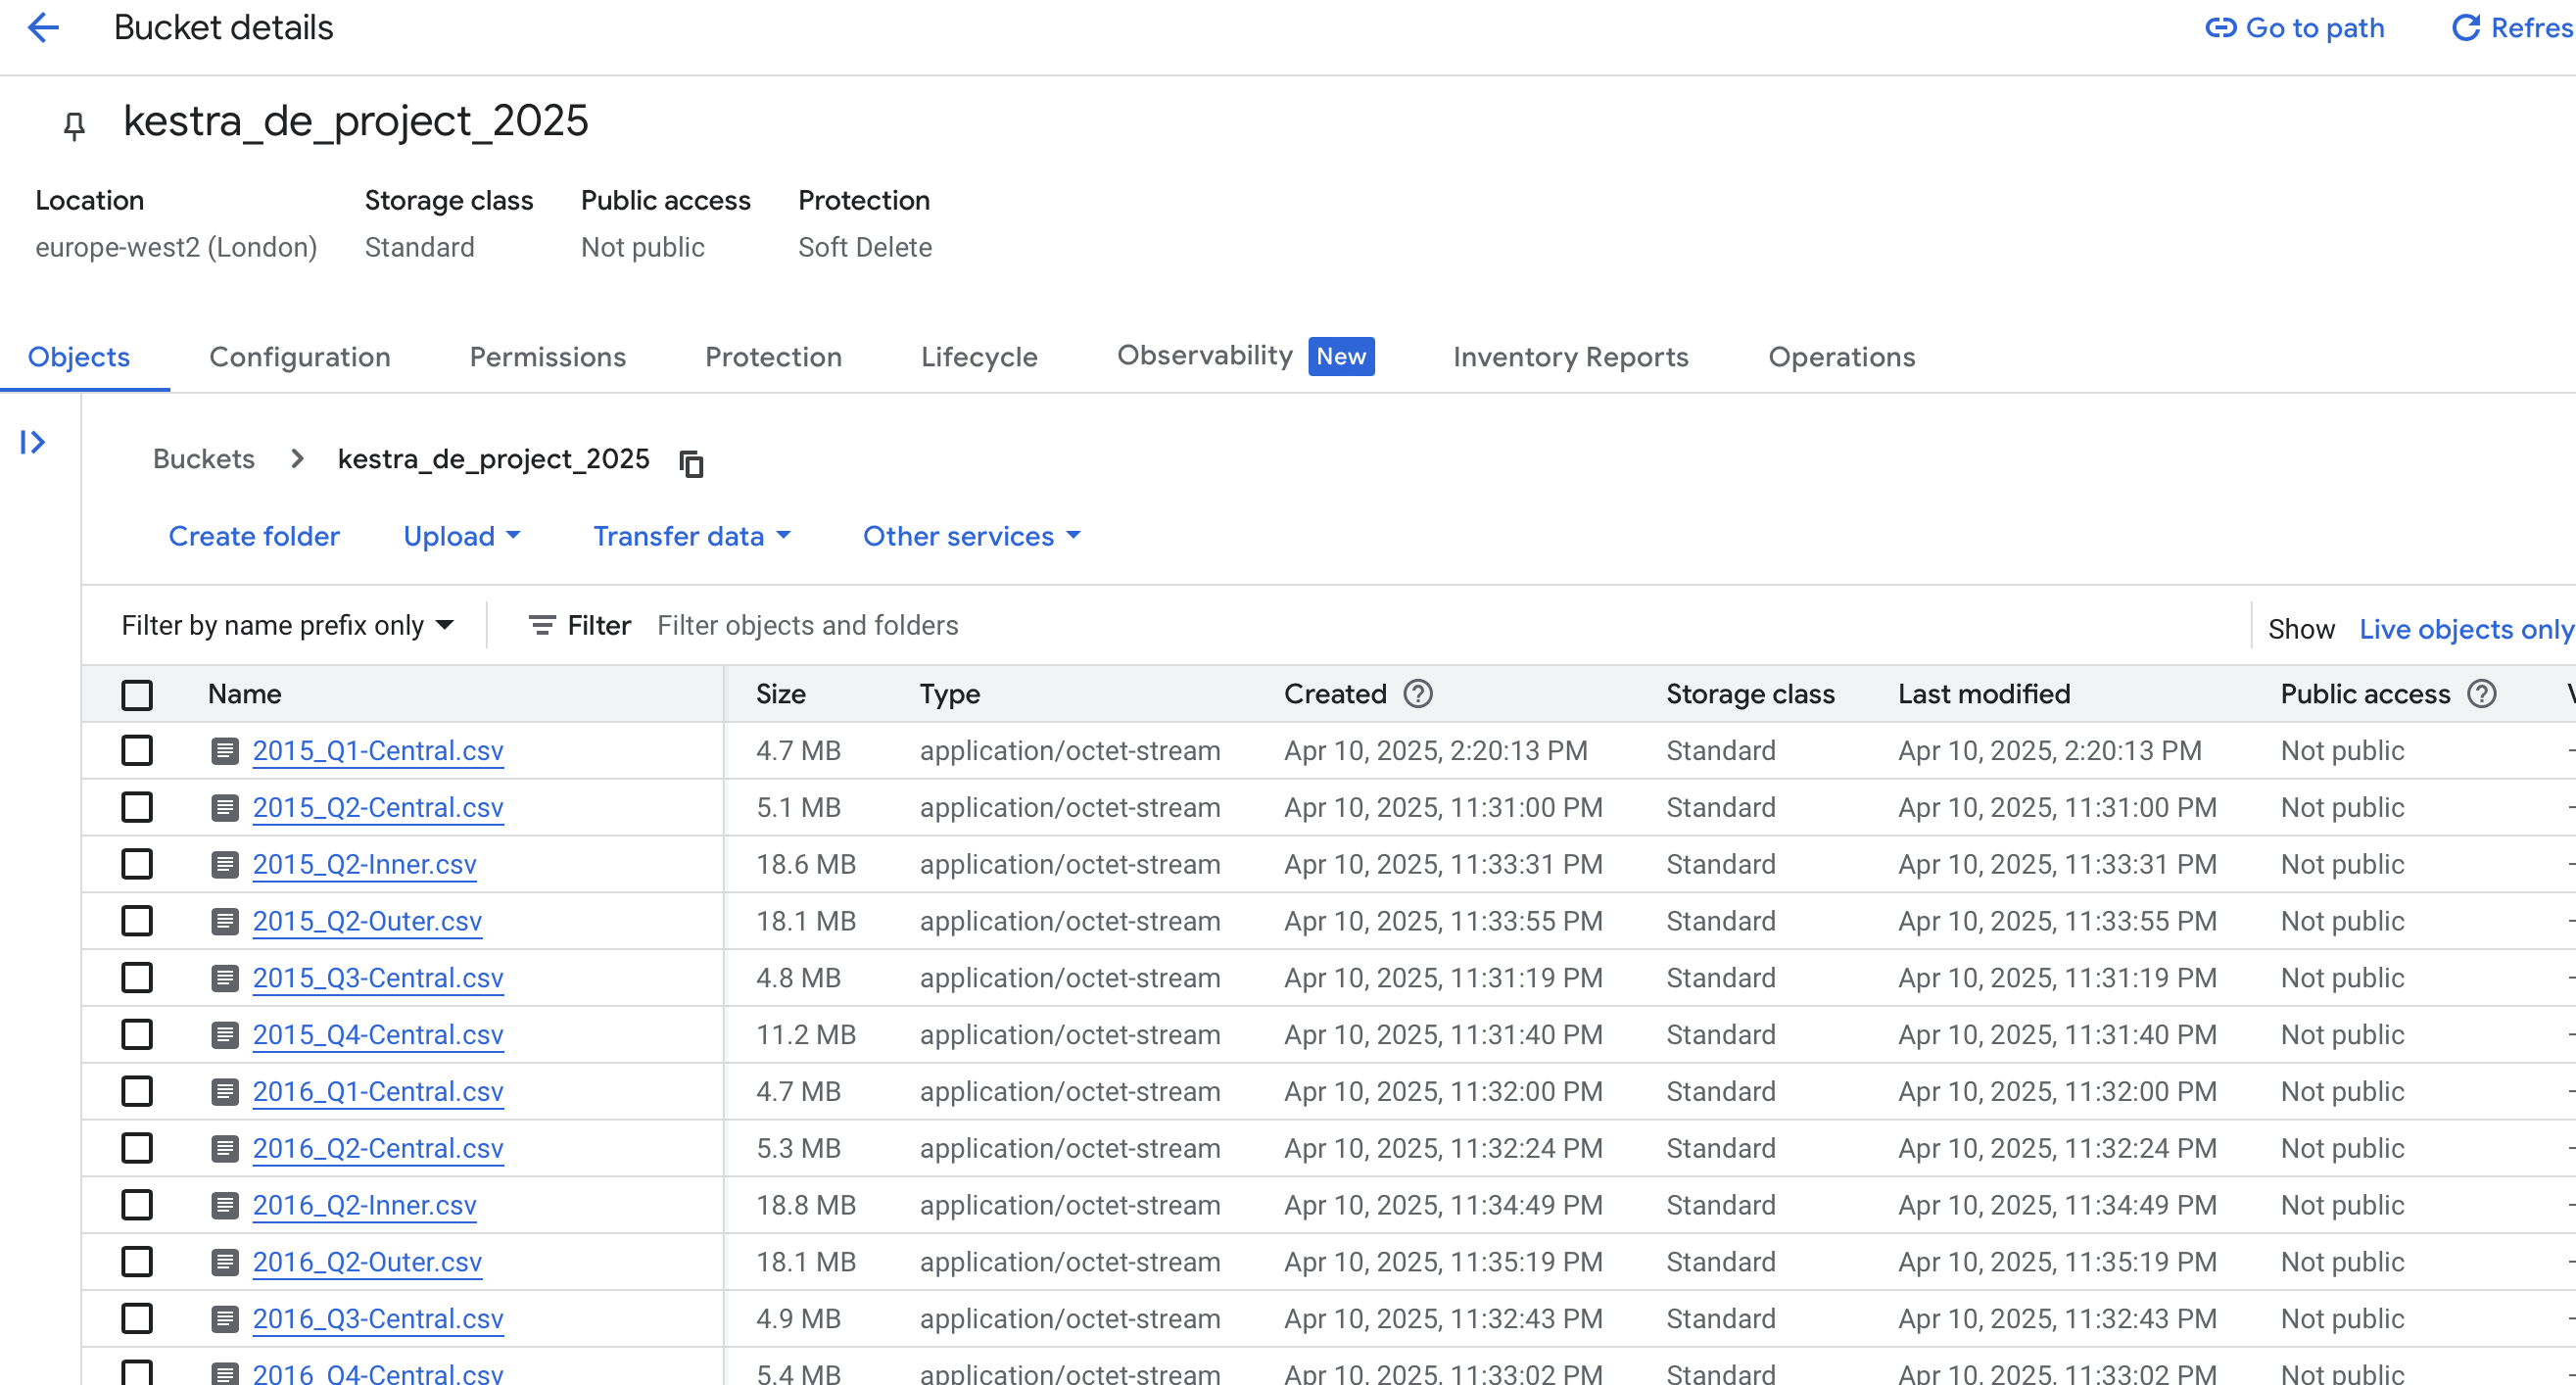 Bucket details Go to path
kestra_de_project_2025
Location Storage class Public access Protection
europe-west2 (London) Standard Not public Soft Delete
Objects Configuration Permissions Protection Lifecycle Observability New Inventory Reports Operations
Buckets kestra_de_project_2025
Create folder Upload Transfer data Other services
Filter by name prefix only Filter Filter objects and folders Show Live objects only
Name Size Type Created Storage class Last modified Public access
2015_Q1-Central.csv 4.7 MB application/octet-stream Apr 10, 2025, 2:20:13 PM Standard Apr 10, 2025, 2:20:13 PM Not public
2015_Q2-Central.csv 5.1 MB application/octet-stream Apr 10, 2025, 11:31:00 PM Standard Apr 10, 2025, 11:31:00 PM Not public
2015_Q2-Inner.csv 18.6 MB application/octet-stream Apr 10, 2025, 11:33:31 PM Standard Apr 10, 2025, 11:33:31 PM Not public
2015_Q2-Outer.csv 18.1 MB application/octet-stream Apr 10, 2025, 11:33:55 PM Standard Apr 10, 2025, 11:33:55 PM Not public
2015_Q3-Central.csv 4.8 MB application/octet-stream Apr 10, 2025, 11:31:19 PM Standard Apr 10, 2025, 11:31:19 PM Not public
2015_Q4-Central.csv 11.2 MB application/octet-stream Apr 10, 2025, 11:31:40 PM Standard Apr 10, 2025, 11:31:40 PM Not public
2016_Q1-Central.csv 4.7 MB application/octet-stream Apr 10, 2025, 11:32:00 PM Standard Apr 10, 2025, 11:32:00 PM Not public
2016_Q2-Central.csv 5.3 MB application/octet-stream Apr 10, 2025, 11:32:24 PM Standard Apr 10, 2025, 11:32:24 PM Not public
2016_Q2-Inner.csv 18.8 MB application/octet-stream Apr 10, 2025, 11:34:49 PM Standard Apr 10, 2025, 11:34:49 PM Not public
2016_Q2-Outer.csv 18.1 MB application/octet-stream Apr 10, 2025, 11:35:19 PM Standard Apr 10, 2025, 11:35:19 PM Not public
2016_Q3-Central.csv 4.9 MB application/octet-stream Apr 10, 2025, 11:32:43 PM Standard Apr 10, 2025, 11:32:43 PM Not public
2016_Q4-Central.csv 5.4 MB application/octet-stream Apr 10, 2025, 11:33:02 PM Standard Apr 10, 2025, 11:33:02 PM Not public